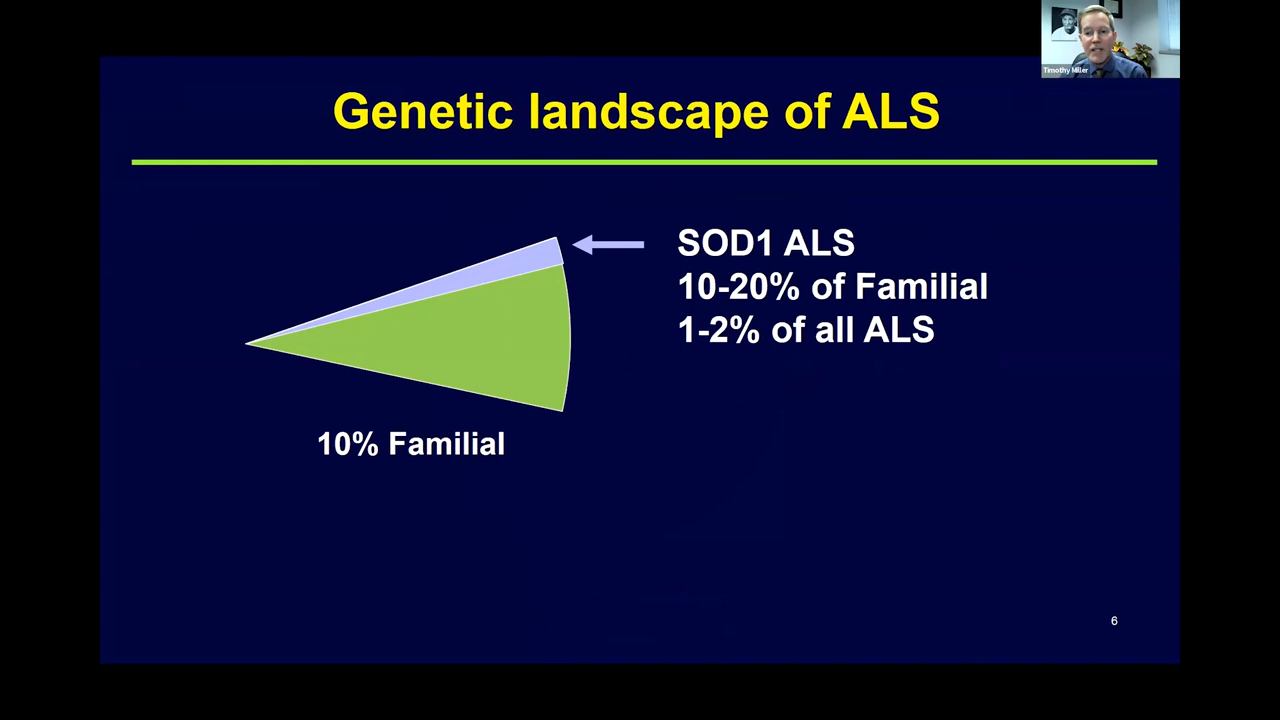 Timothy Miller
Genetic landscape of ALS
SOD1 ALS
10-20% of Familial
1-2% of all ALS
10% Familial
6